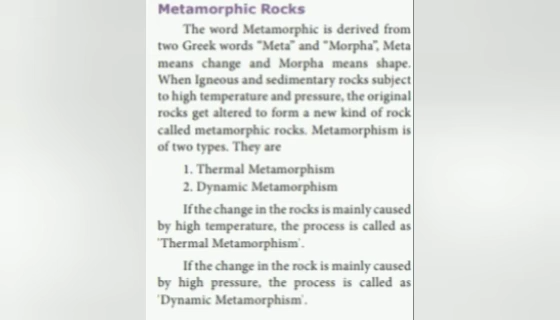 Metamorphic Rocks
The word Metamorphic is derived from
two Greek words “Meta” and “Morpha”, Meta
means change and Morpha means shape.
When Igneous and sedimentary rocks subject
to high temperature and pressure, the original
rocks get altered to form a new kind of rock
called metamorphic rocks. Metamorphism is
of two types. They are
1. Thermal Metamorphism
2. Dynamic Metamorphism
If the change in the rocks is mainly caused
by high temperature, the process is called as
'Thermal Metamorphism'.
If the change in the rock is mainly caused
by high pressure, the process is called as
'Dynamic Metamorphism'.